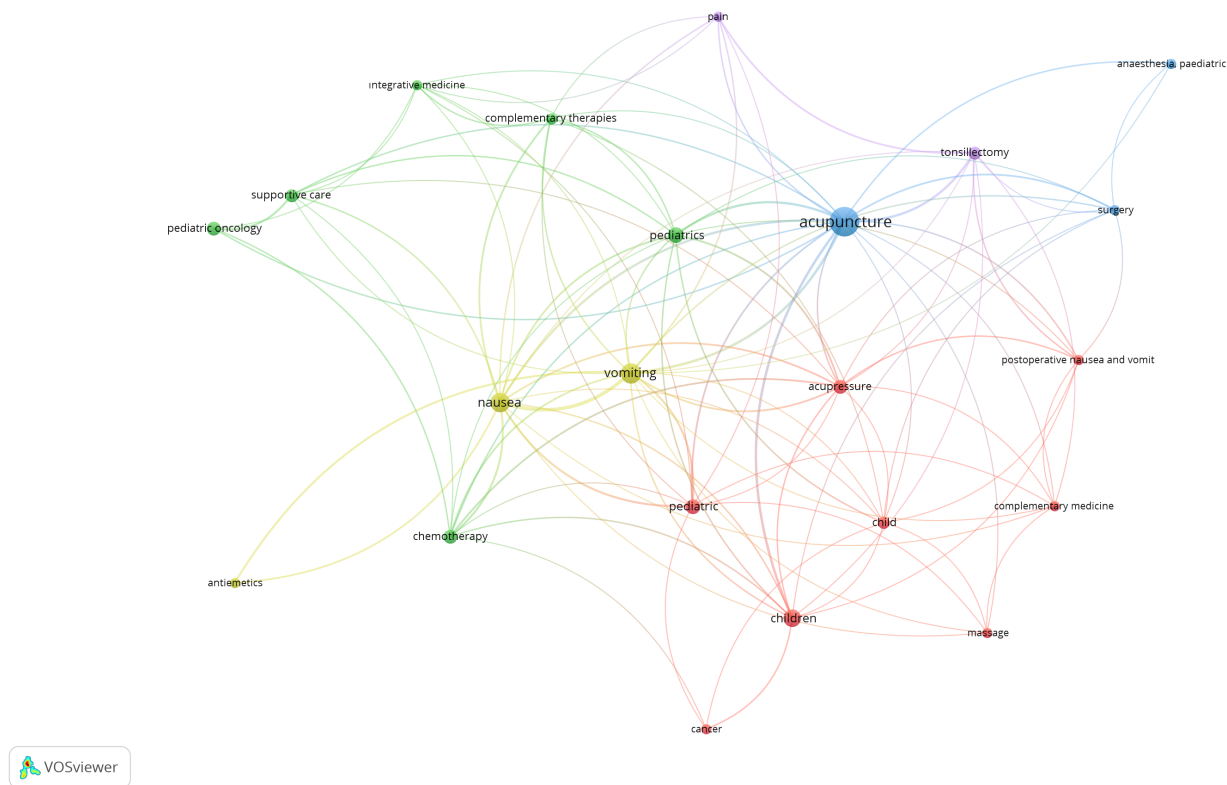 pain
anaesthesia, paediatric
integrative medicine
complementary therapies
tonsillectomy
supportive care
surgery
acupuncture
pediatric oncology
pediatrics
postoperative nausea and vomit
vomiting
acupressure
nausea
pediatric
complementary medicine
child
chemotherapy
antiemetics
children
massage
cancer
VOSviewer